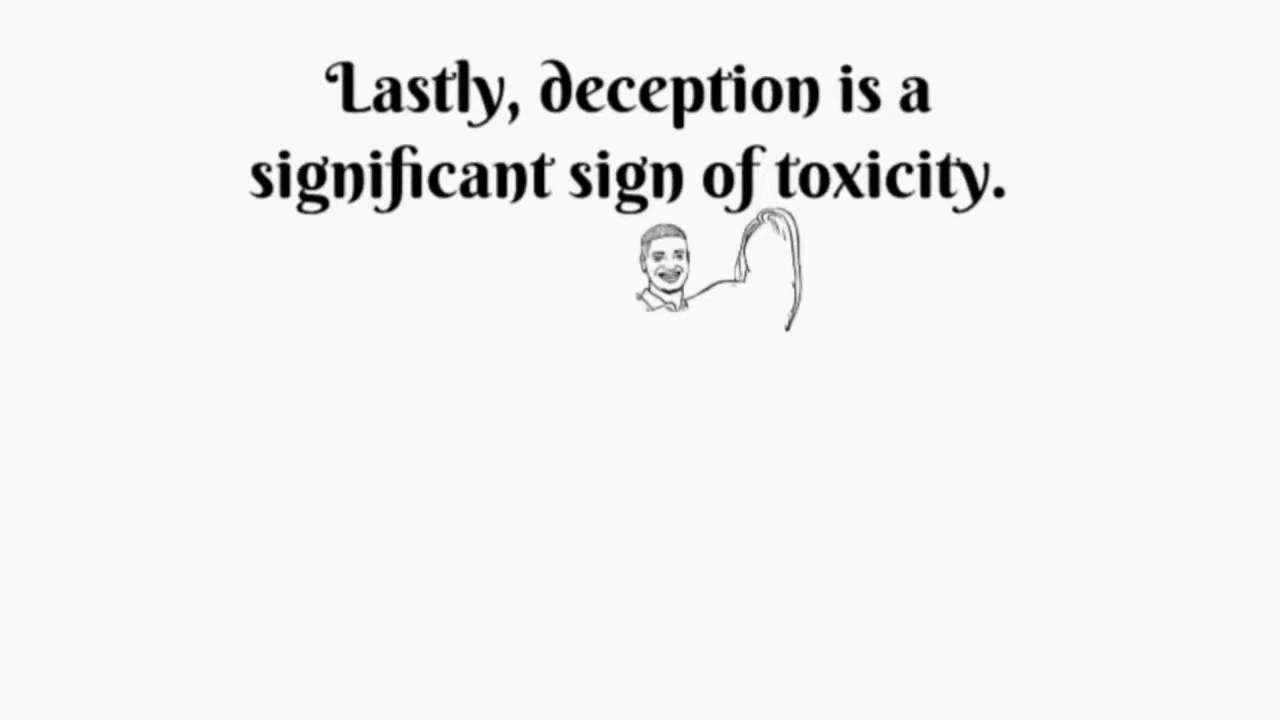 Lastly, deception is a
significant sign of toxicity.